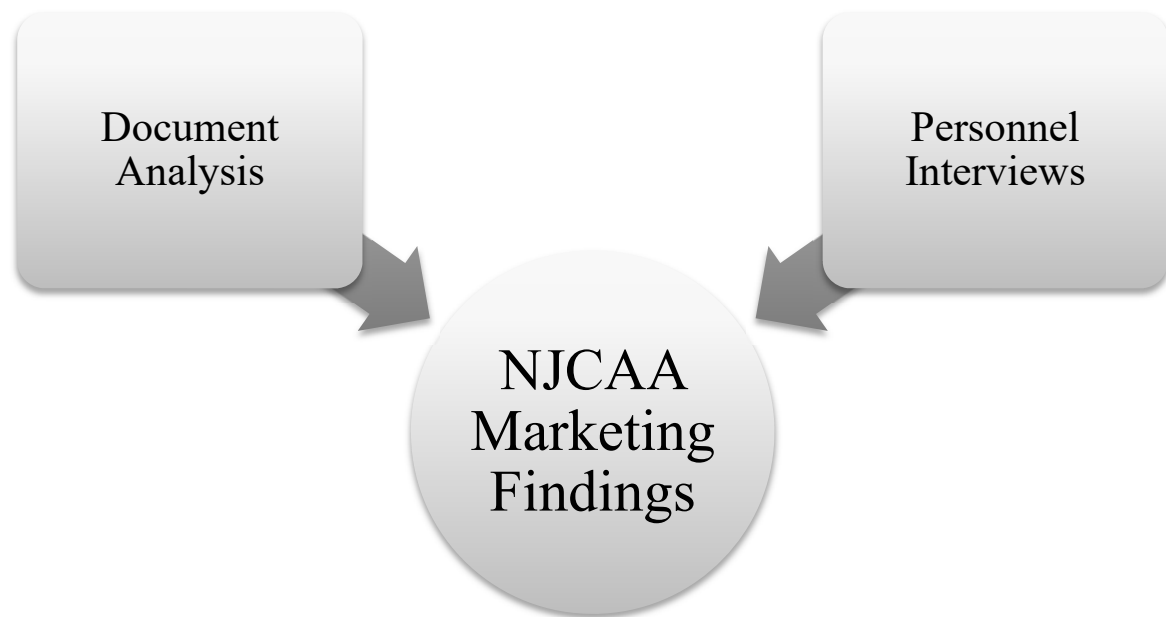 Document
Analysis
Personnel
Interviews
NJCAA
Marketing
Findings